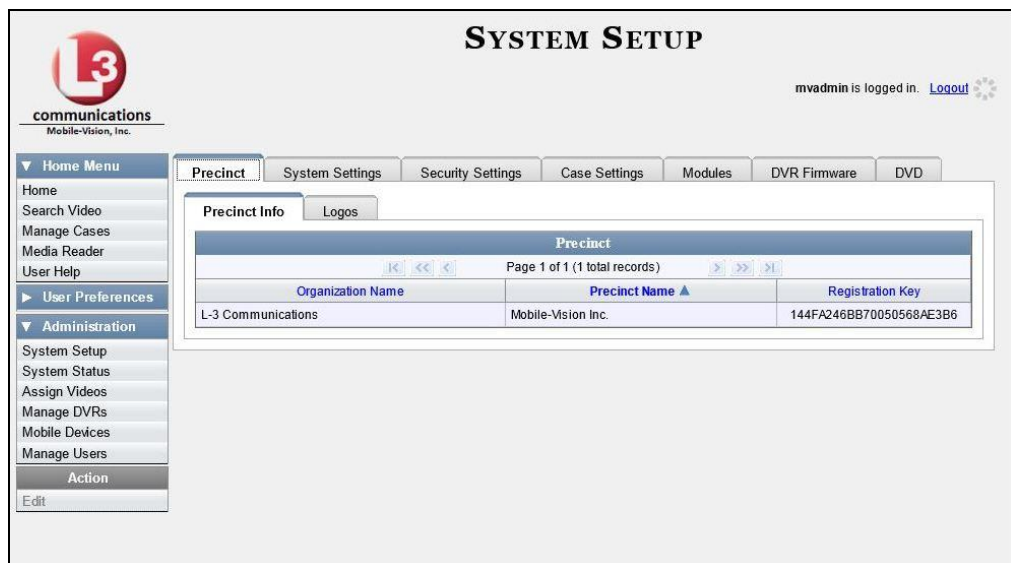 SYSTEM SETUP
L3
communications
Mobile-Vision, Inc.
mvadmin is logged in. Logout
▼ Home Menu
Home
Search Video
Manage Cases
Media Reader
User Help
▶ User Preferences
▼ Administration
System Setup
System Status
Assign Videos
Manage DVRs
Mobile Devices
Manage Users
Action
Edit
Precinct System Settings Security Settings Case Settings Modules DVR Firmware DVD
Precinct Info Logos
Precinct
|< << < Page 1 of 1 (1 total records) > >> >|
Organization Name Precinct Name ▲ Registration Key
L-3 Communications Mobile-Vision Inc. 144FA246BB70050568AE3B6